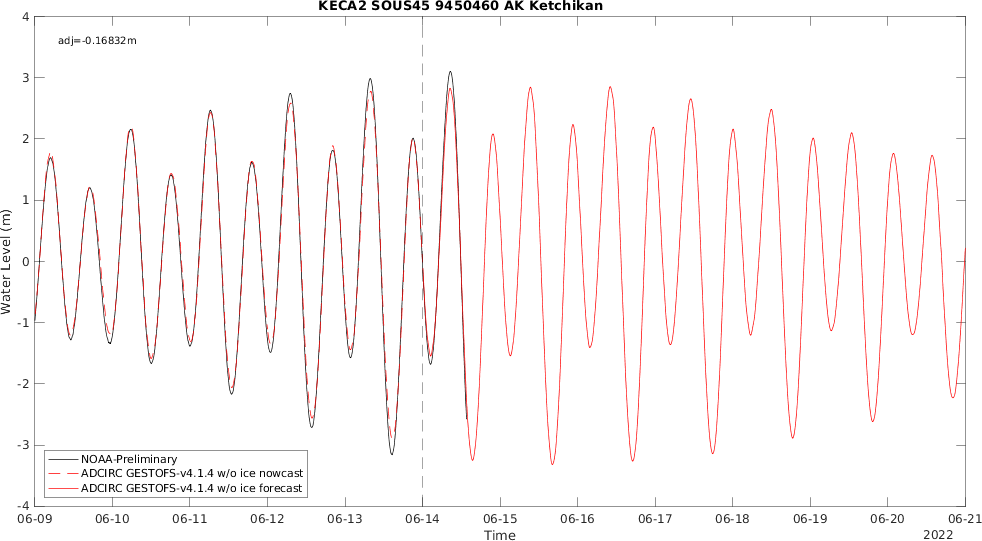 KECA2 SOUS45 9450460 AK Ketchikan
adj=-0.16832m
4
3
2
1
0
-1
-2
-3
-4
Water Level (m)
NOAA-Preliminary
ADCIRC GESTOFS-v4.1.4 w/o ice nowcast
ADCIRC GESTOFS-v4.1.4 w/o ice forecast
06-09 06-10 06-11 06-12 06-13 06-14 06-15 06-16 06-17 06-18 06-19 06-20 06-21
Time
2022